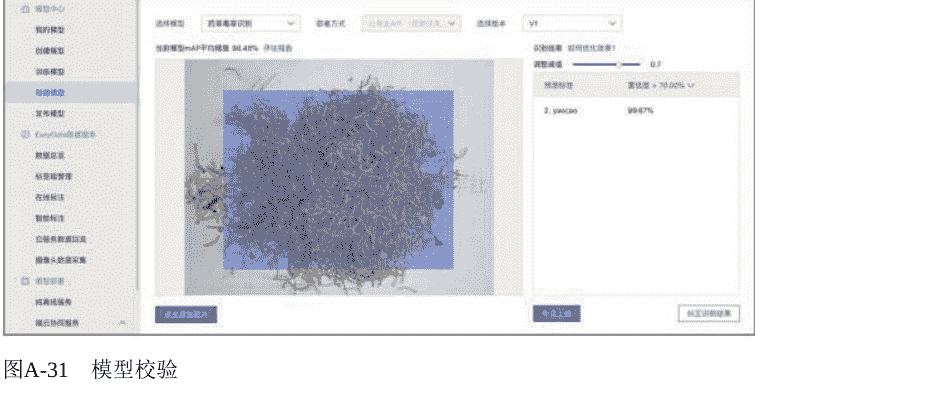 模型中心
选择模型 药草毒草识别 部署方式 选择版本 V1
我的模型
创建模型
当前模型mAP平均精度 98.48% 评估报告
识别结果 如何优化效果?
训练模型
调整阈值 0.7
校验模型
预测标签 置信度 > 70.00%
发布模型
2. yaocao 99.67%
EasyData数据服务
数据总览
标签组管理
在线标注
智能标注
云服务数据回流
摄像头数据采集
模型部署
纯离线服务
端云协同服务
点击添加图片
申请上线
纠正识别结果
图A-31 模型校验